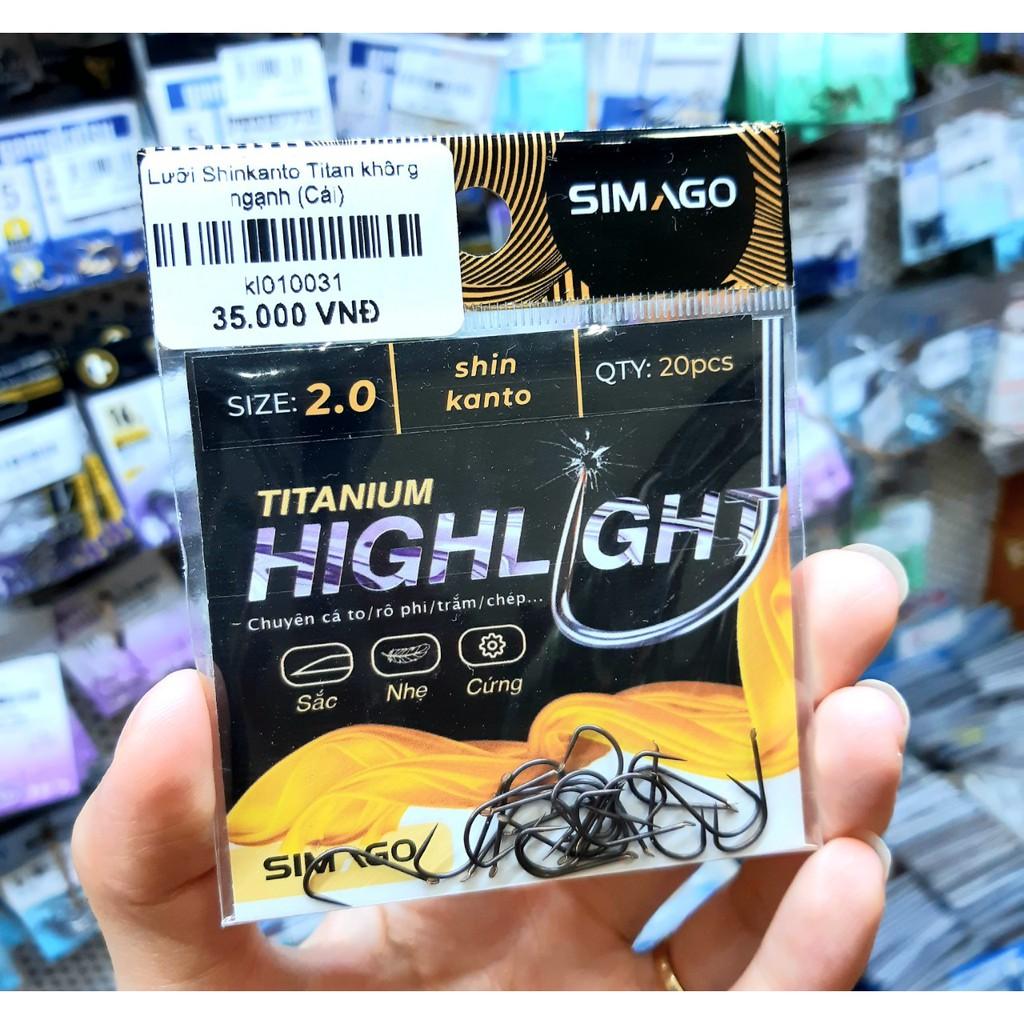 Lưỡi Shinkanto Titan không
ngạnh (Cái)
kl010031
35.000 VNĐ
SIMAGO
SIZE: 2.0
shin
kanto
QTY: 20pcs
TITANIUM
HIGHLIGHT
- Chuyên cá to/rô phi/trắm/chép...
Sắc
Nhẹ
Cứng
SIMAGO